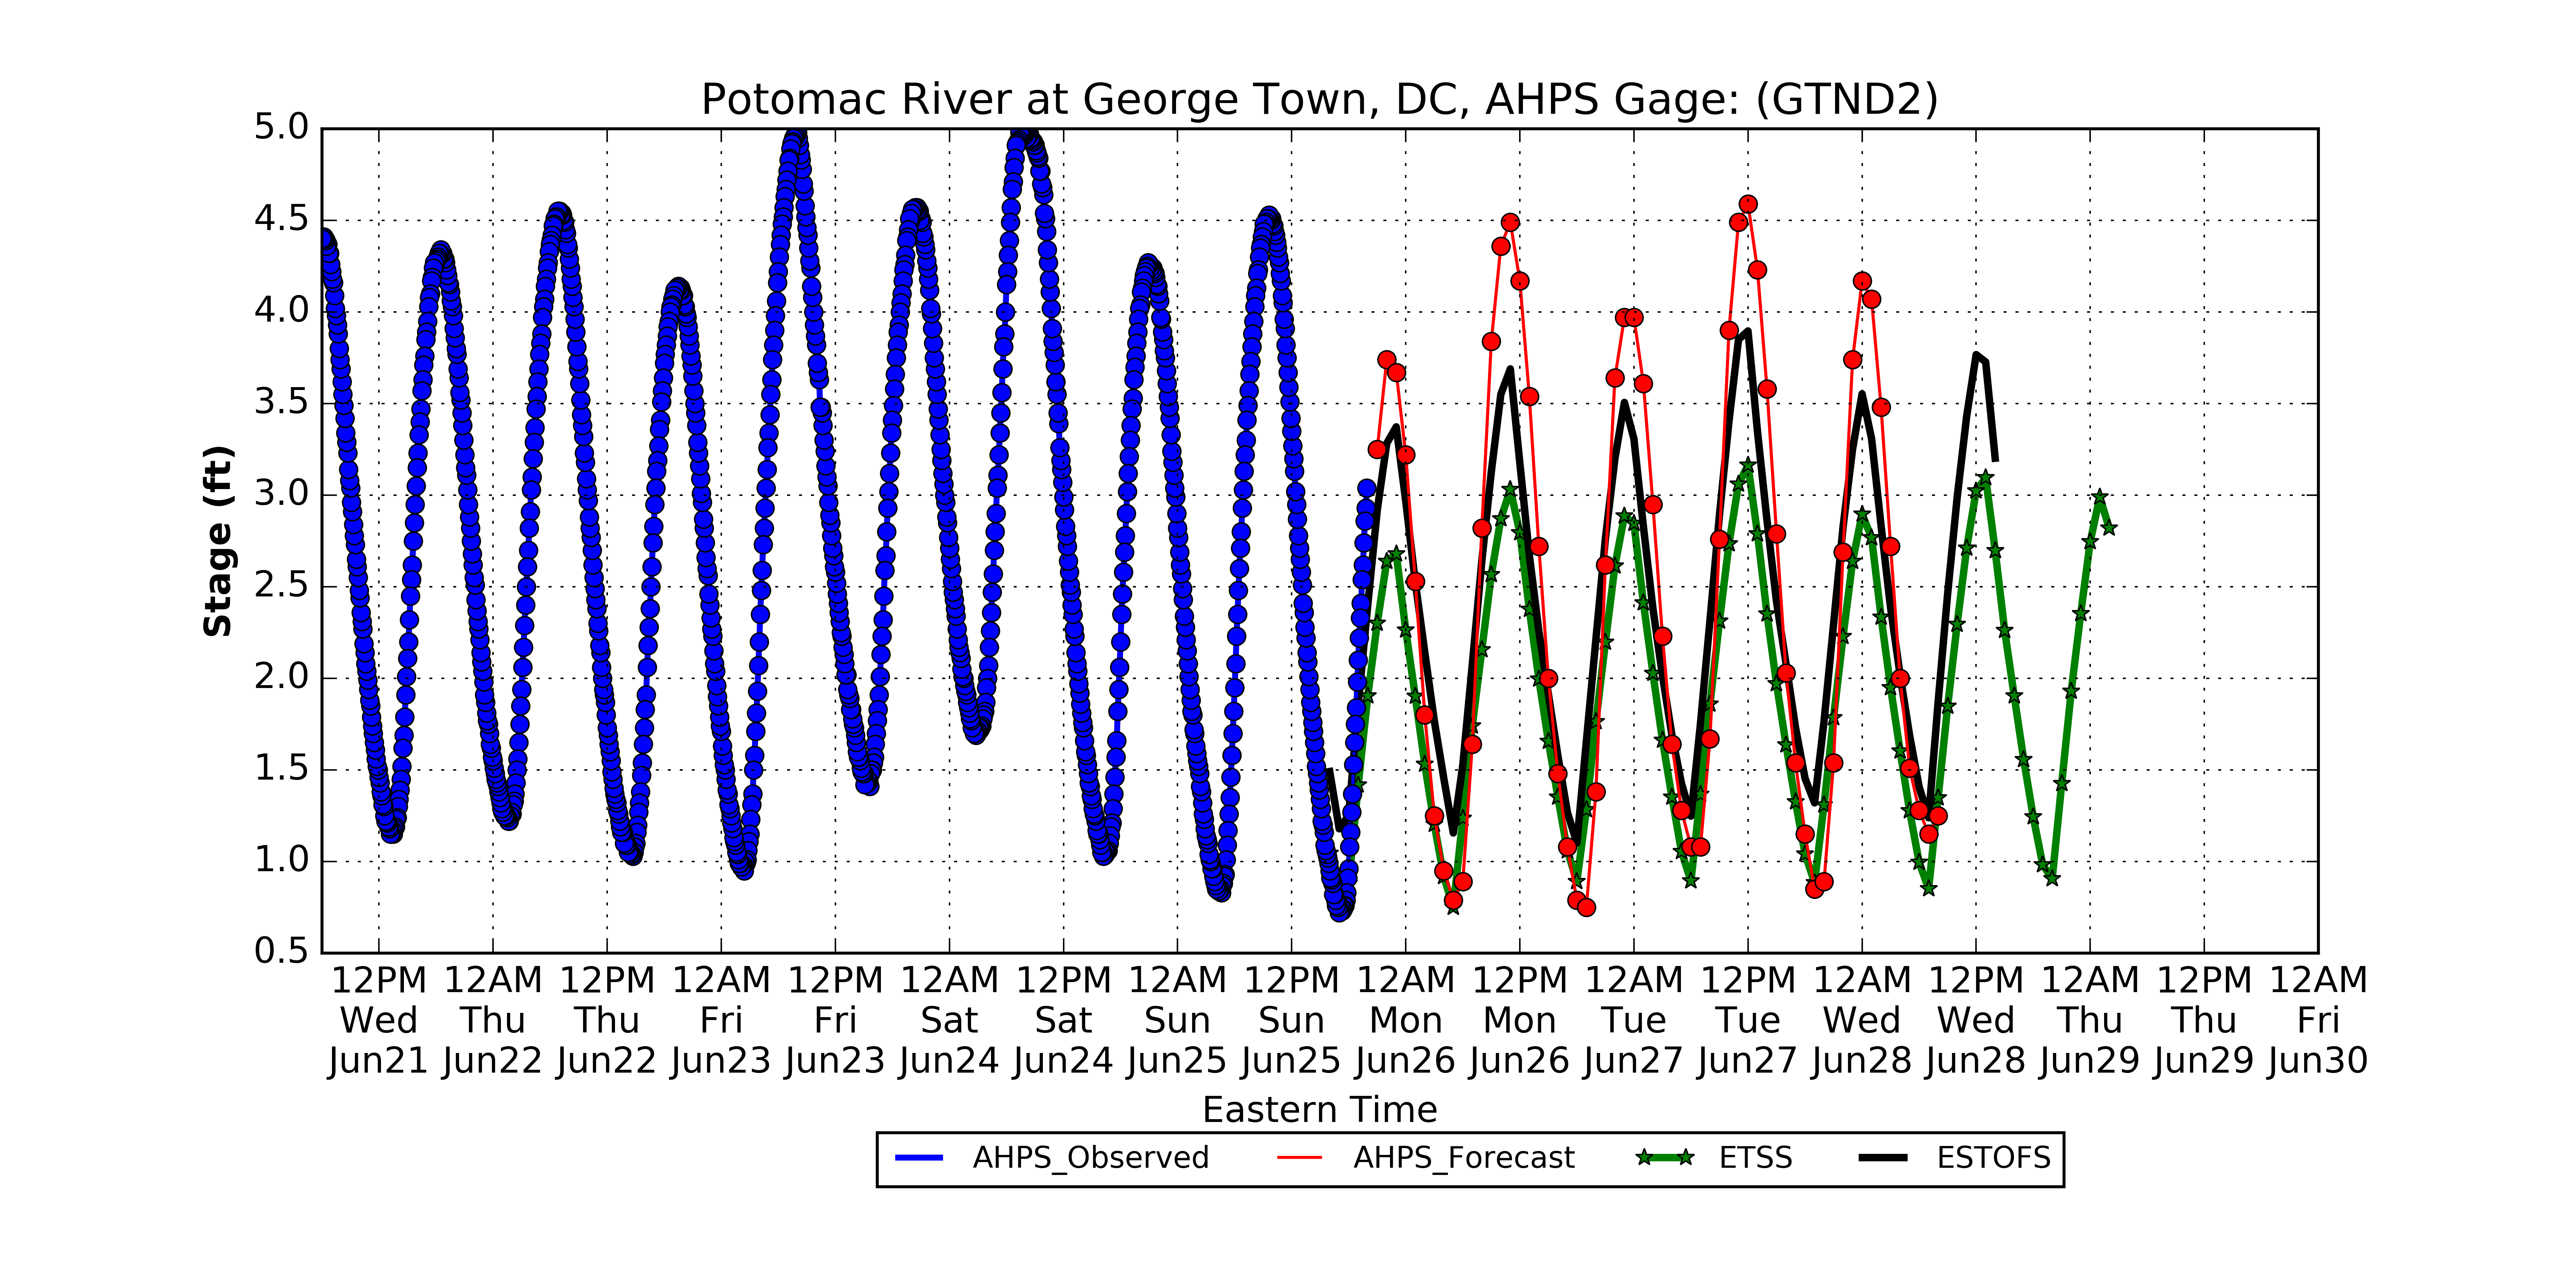 Potomac River at George Town, DC, AHPS Gage: (GTND2)
5.0
4.5
4.0
3.5
3.0
2.5
2.0
1.5
1.0
0.5
Stage (ft)
12PM 12AM 12PM 12AM 12PM 12AM 12PM 12AM 12PM 12AM 12PM 12AM 12PM 12AM 12PM 12AM 12PM 12AM
Wed Thu Thu Fri Fri Sat Sat Sun Sun Mon Mon Tue Tue Wed Wed Thu Thu Fri
Jun21 Jun22 Jun22 Jun23 Jun23 Jun24 Jun24 Jun25 Jun25 Jun26 Jun26 Jun27 Jun27 Jun28 Jun28 Jun29 Jun29 Jun30
Eastern Time
AHPS_Observed AHPS_Forecast ETSS ESTOFS